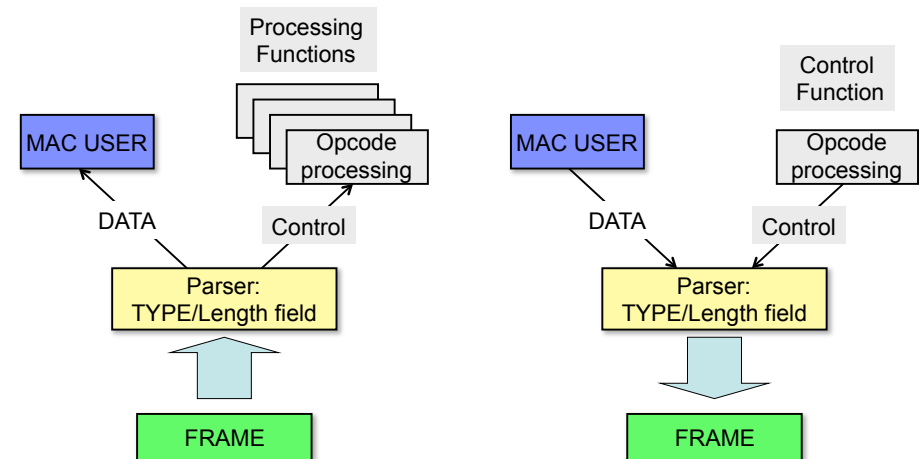 Processing
Functions
MAC USER
Opcode
processing
DATA
Control
Parser:
TYPE/Length field
FRAME
Control
Function
MAC USER
Opcode
processing
DATA
Control
Parser:
TYPE/Length field
FRAME